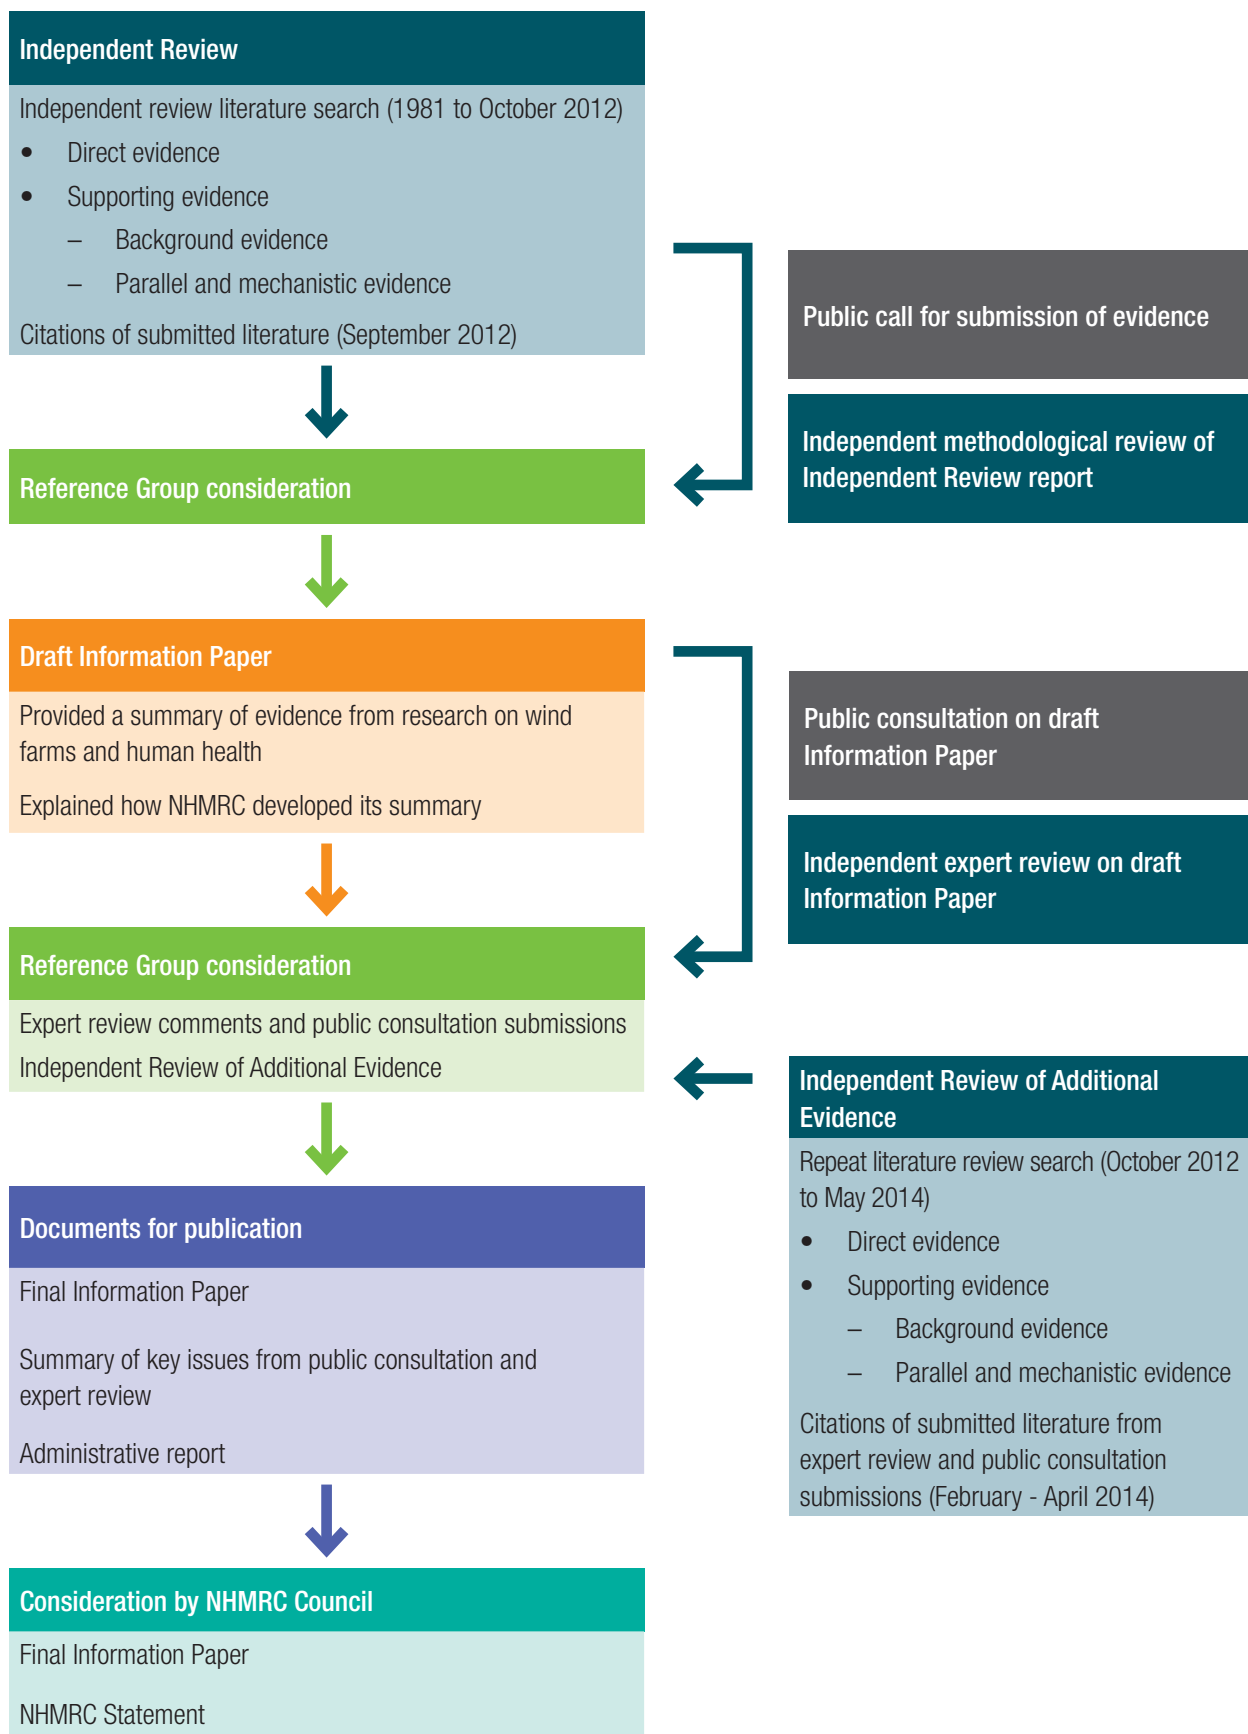 Independent Review
Independent review literature search (1981 to October 2012)
• Direct evidence
• Supporting evidence
– Background evidence
– Parallel and mechanistic evidence
Citations of submitted literature (September 2012)
Public call for submission of evidence
Independent methodological review of
Independent Review report
Reference Group consideration
Draft Information Paper
Provided a summary of evidence from research on wind
farms and human health
Explained how NHMRC developed its summary
Public consultation on draft
Information Paper
Independent expert review on draft
Information Paper
Reference Group consideration
Expert review comments and public consultation submissions
Independent Review of Additional Evidence
Independent Review of Additional
Evidence
Repeat literature review search (October 2012
to May 2014)
• Direct evidence
• Supporting evidence
– Background evidence
– Parallel and mechanistic evidence
Citations of submitted literature from
expert review and public consultation
submissions (February - April 2014)
Documents for publication
Final Information Paper
Summary of key issues from public consultation and
expert review
Administrative report
Consideration by NHMRC Council
Final Information Paper
NHMRC Statement